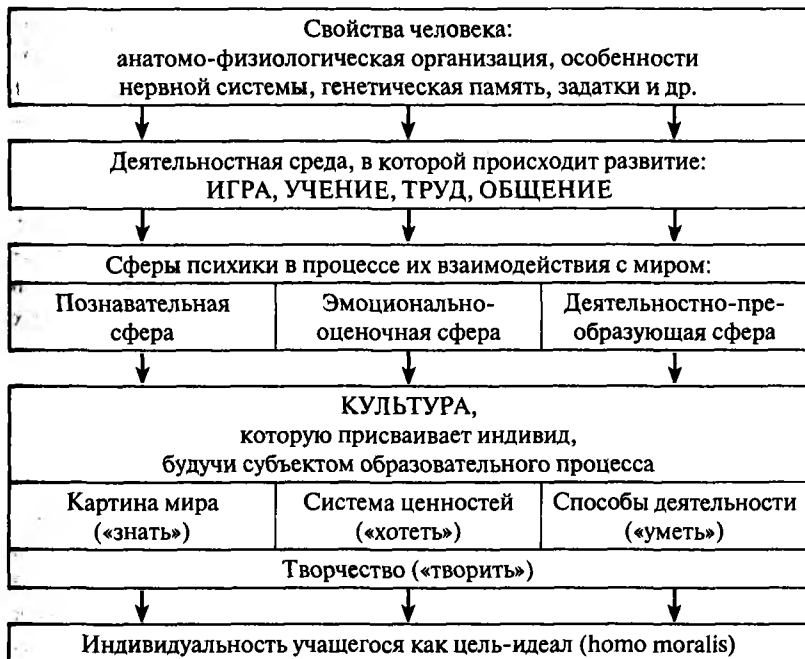 Свойства человека:
анатомо-физиологическая организация, особенности
нервной системы, генетическая память, задатки и др.
Деятельностная среда, в которой происходит развитие:
ИГРА, УЧЕНИЕ, ТРУД, ОБЩЕНИЕ
Сферы психики в процессе их взаимодействия с миром:
Познавательная
сфера
Эмоционально-
оценочная сфера
Деятельностно-пре-
образующая сфера
КУЛЬТУРА,
которую присваивает индивид,
будучи субъектом образовательного процесса
Картина мира
(«знать»)
Система ценностей
(«хотеть»)
Способы деятельности
(«уметь»)
Творчество («творить»)
Индивидуальность учащегося как цель-идеал (homo moralis)